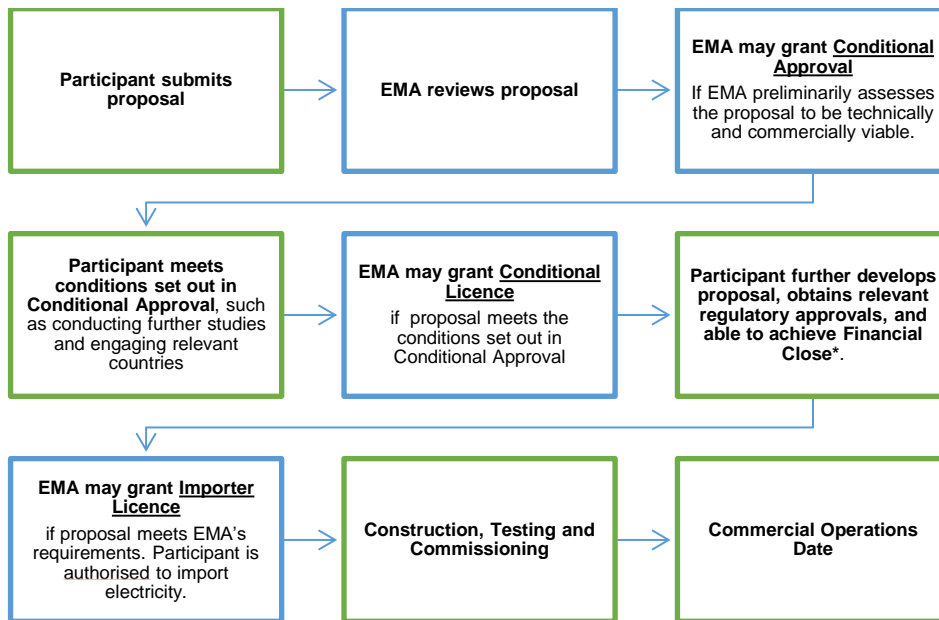 Participant submits
proposal
EMA reviews proposal
EMA may grant Conditional
Approval
If EMA preliminarily assesses
the proposal to be technically
and commercially viable.
Participant meets
conditions set out in
Conditional Approval, such
as conducting further studies
and engaging relevant
countries
EMA may grant Conditional
Licence
if proposal meets the
conditions set out in
Conditional Approval
Participant further develops
proposal, obtains relevant
regulatory approvals, and
able to achieve Financial
Close*.
EMA may grant Importer
Licence
if proposal meets EMA's
requirements. Participant is
authorised to import
electricity.
Construction, Testing and
Commissioning
Commercial Operations
Date